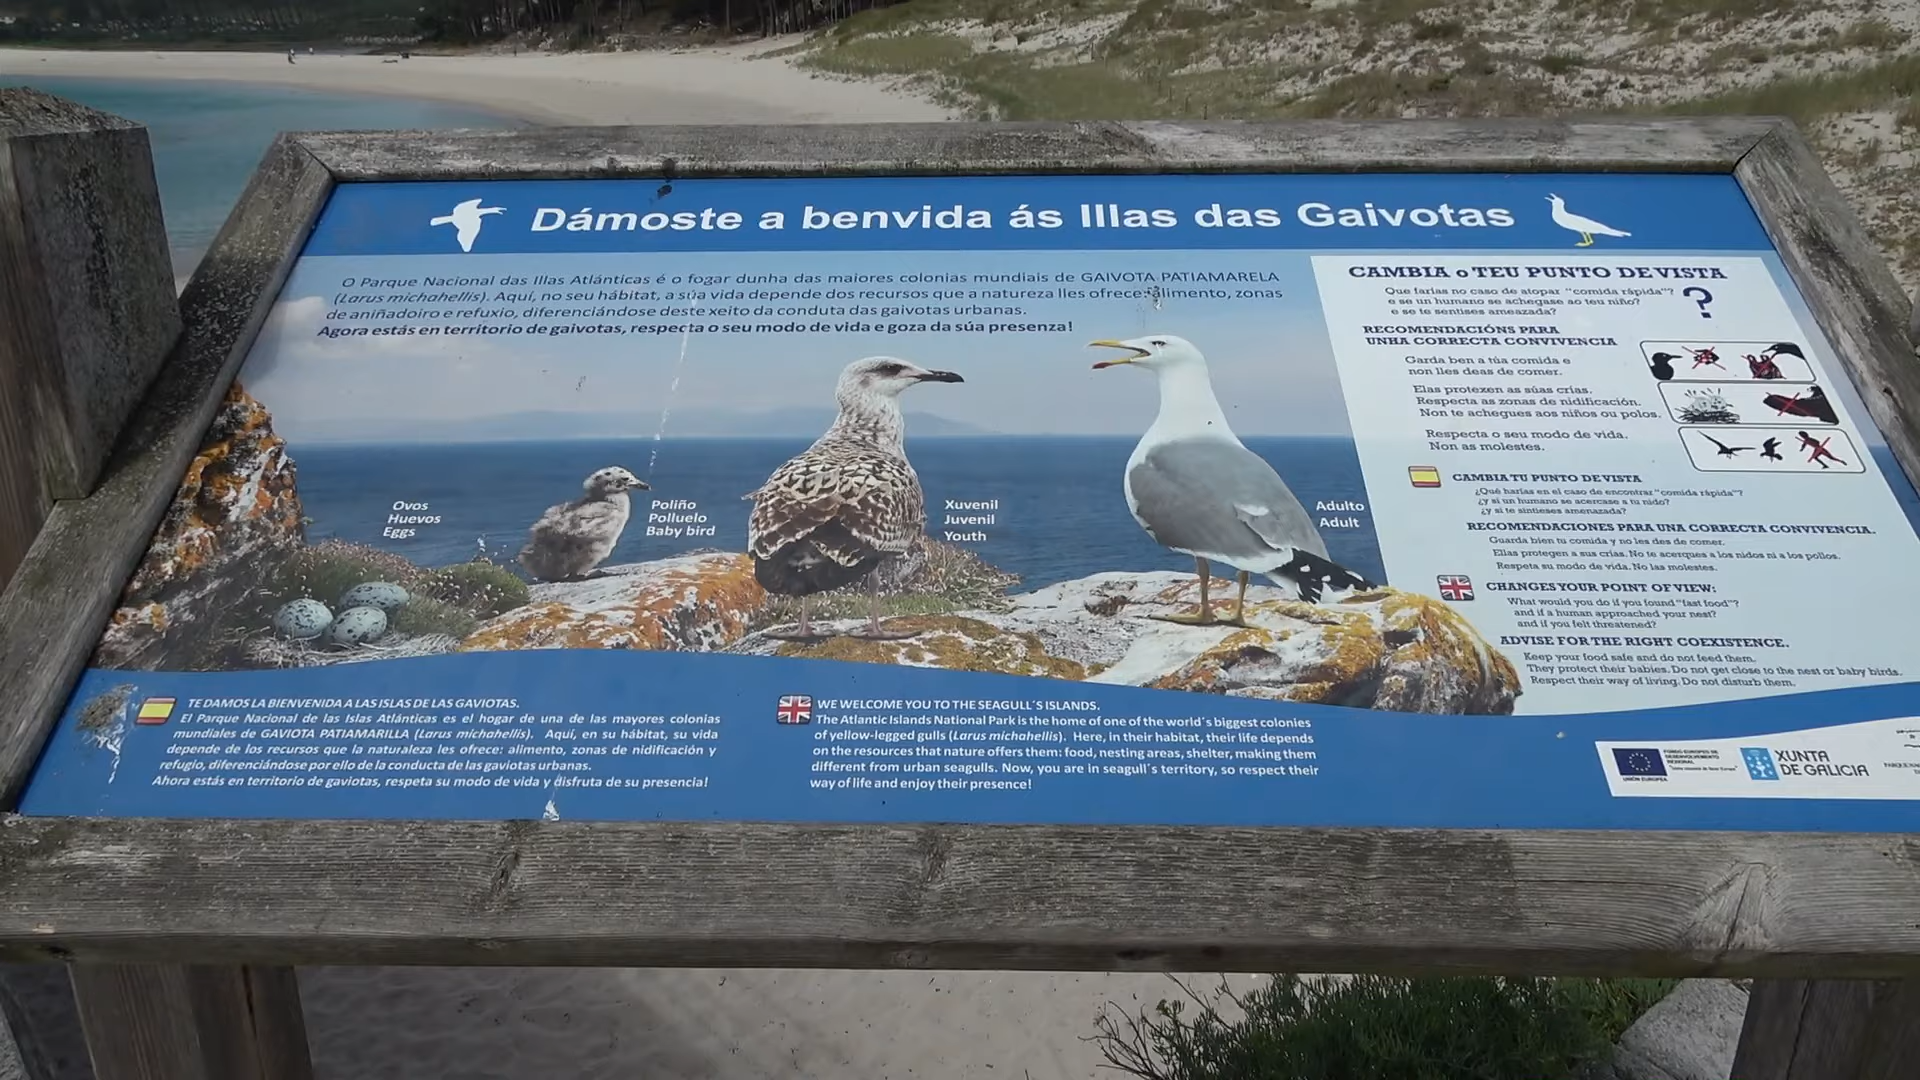 Dámoste a benvida ás Illas das Gaivotas
O Parque Nacional das Illas Atlánticas é o fogar dunha das maiores colonias mundiais de GAIVOTA PATIAMARELA
(Larus michahellis). Aquí, no seu hábitat, a súa vida depende dos recursos que a natureza lles ofrece: alimento, zonas
de aniñadoiro e refuxio, diferenciándose deste xeito da conduta das gaivotas urbanas.
Agora estás en territorio de gaivotas, respecta o seu modo de vida e goza da súa presenza!
Ovos
Huevos
Eggs
Poliño
Polluelo
Baby bird
Xuvenil
Juvenil
Youth
Adulto
Adult
CAMBIA o TEU PUNTO DE VISTA
Que farías no caso de atopar "comida rápida"?
e se un humano se achegase ao teu niño?
e se te sentises ameazada?
?
RECOMENDACIÓNS PARA
UNHA CORRECTA CONVIVENCIA
Garda ben a túa comida e
non lles deas de comer.
Elas protexen as súas crías.
Respecta as zonas de nidificación.
Non te achegues aos niños ou polos.
Respecta o seu modo de vida.
Non as molestes.
CAMBIA TU PUNTO DE VISTA
¿Qué harías en el caso de encontrar "comida rápida"?
¿y si un humano se acercase a tu nido?
¿y si te sintieses amenazada?
RECOMENDACIONES PARA UNA CORRECTA CONVIVENCIA.
Guarda bien tu comida y no les des de comer.
Ellas protegen a sus crías. No te acerques a los nidos ni a los pollos.
Respeta su modo de vida. No las molestes.
CHANGES YOUR POINT OF VIEW:
What would you do if you found "fast food"?
and if a human approached your nest?
and if you felt threatened?
ADVISE FOR THE RIGHT COEXISTENCE.
Keep your food safe and do not feed them.
They protect their babies. Do not get close to the nest or baby birds.
Respect their way of living. Do not disturb them.
TE DAMOS LA BIENVENIDA A LAS ISLAS DE LAS GAVIOTAS.
El Parque Nacional de las Islas Atlánticas es el hogar de una de las mayores colonias
mundiales de GAVIOTA PATIAMARILLA (Larus michahellis). Aquí, en su hábitat, su vida
depende de los recursos que la naturaleza les ofrece: alimento, zonas de nidificación y
refugio, diferenciándose por ello de la conducta de las gaviotas urbanas.
Ahora estás en territorio de gaviotas, respeta su modo de vida y disfruta de su presencia!
WE WELCOME YOU TO THE SEAGULL´S ISLANDS.
The Atlantic Islands National Park is the home of one of the world´s biggest colonies
of yellow-legged gulls (Larus michahellis). Here, in their habitat, their life depends
on the resources that nature offers them: food, nesting areas, shelter, making them
different from urban seagulls. Now, you are in seagull´s territory, so respect their
way of life and enjoy their presence!
UNIÓN EUROPEA
FONDO EUROPEO DE
DESENVOLVEMENTO
REXIONAL
XUNTA
DE GALICIA